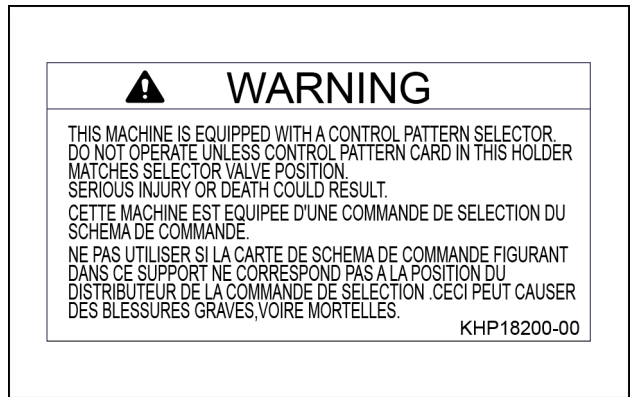 WARNING
THIS MACHINE IS EQUIPPED WITH A CONTROL PATTERN SELECTOR.
DO NOT OPERATE UNLESS CONTROL PATTERN CARD IN THIS HOLDER
MATCHES SELECTOR VALVE POSITION.
SERIOUS INJURY OR DEATH COULD RESULT.
CETTE MACHINE EST EQUIPEE D'UNE COMMANDE DE SELECTION DU
SCHEMA DE COMMANDE.
NE PAS UTILISER SI LA CARTE DE SCHEMA DE COMMANDE FIGURANT
DANS CE SUPPORT NE CORRESPOND PAS A LA POSITION DU
DISTRIBUTEUR DE LA COMMANDE DE SELECTION .CECI PEUT CAUSER
DES BLESSURES GRAVES,VOIRE MORTELLES.
KHP18200-00